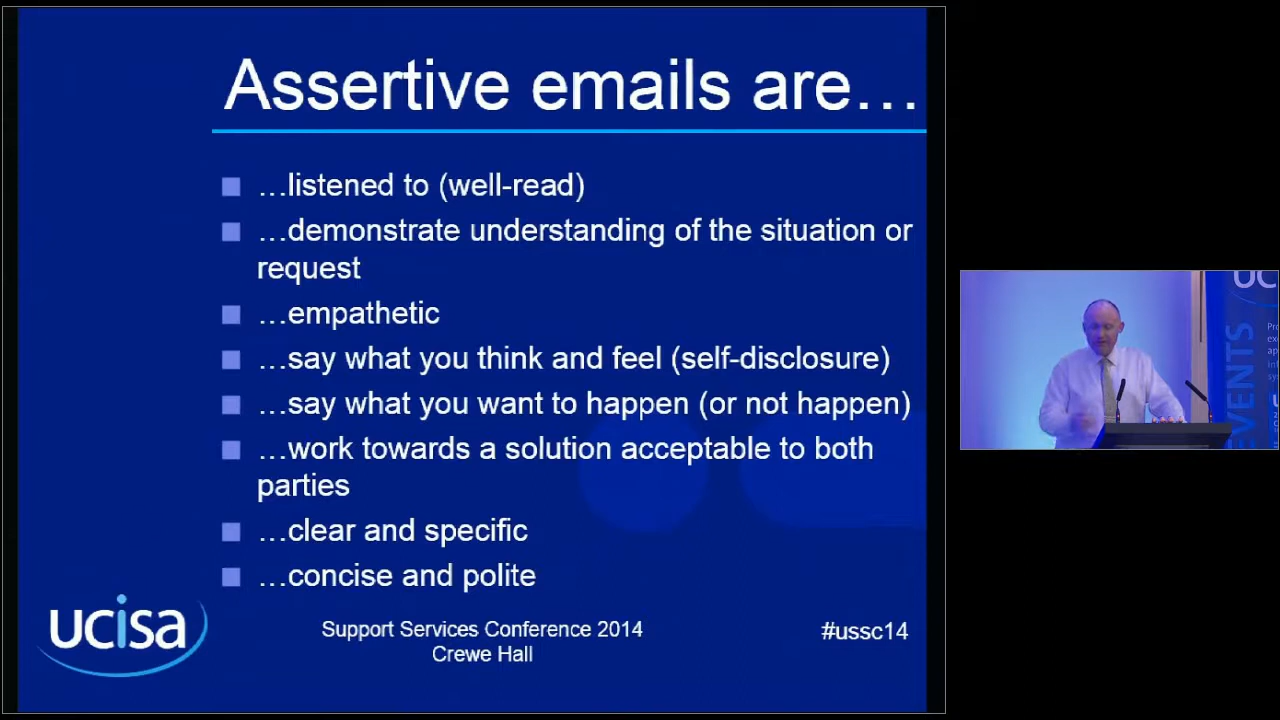 Assertive emails are…
…listened to (well-read)
…demonstrate understanding of the situation or
request
…empathetic
…say what you think and feel (self-disclosure)
…say what you want to happen (or not happen)
…work towards a solution acceptable to both
parties
…clear and specific
…concise and polite
ucisa
Support Services Conference 2014
Crewe Hall
#ussc14
UC
EVENTS